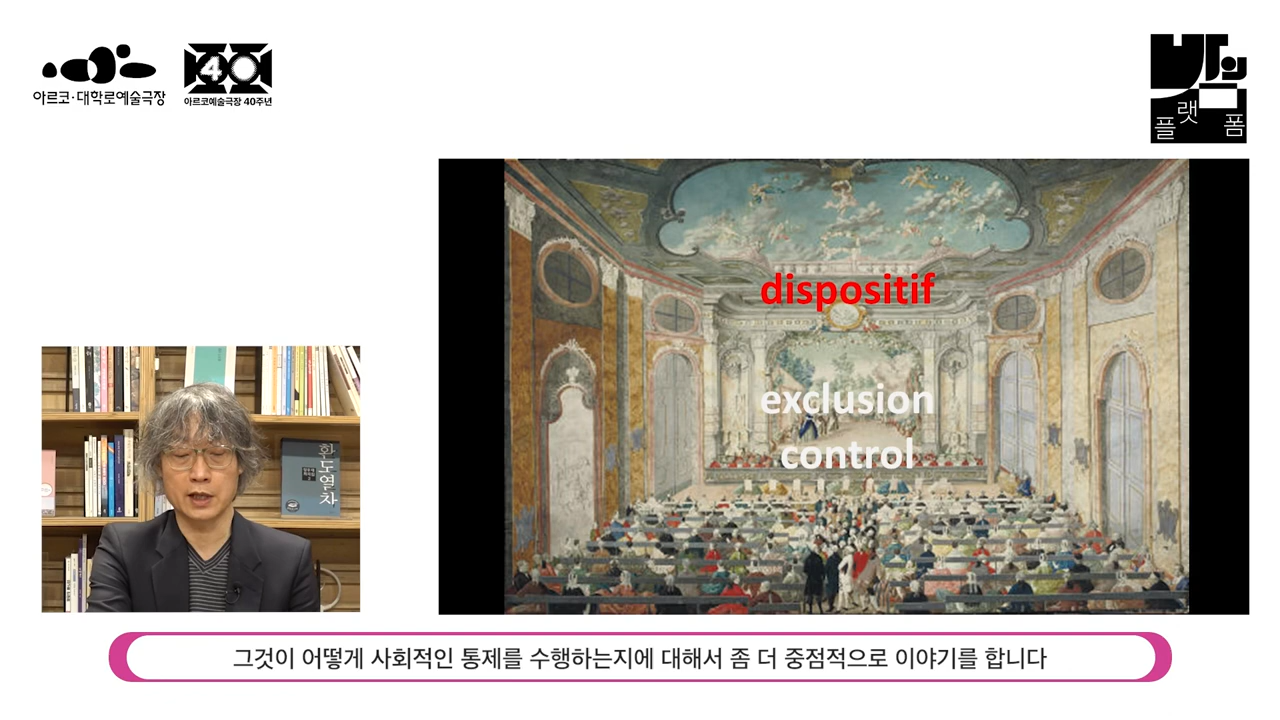 아르코·대학로예술극장
40
아르코예술극장 40주년
밤의
플랫폼
dispositif
exclusion
control
환도열차
그것이 어떻게 사회적인 통제를 수행하는지에 대해서 좀 더 중점적으로 이야기를 합니다